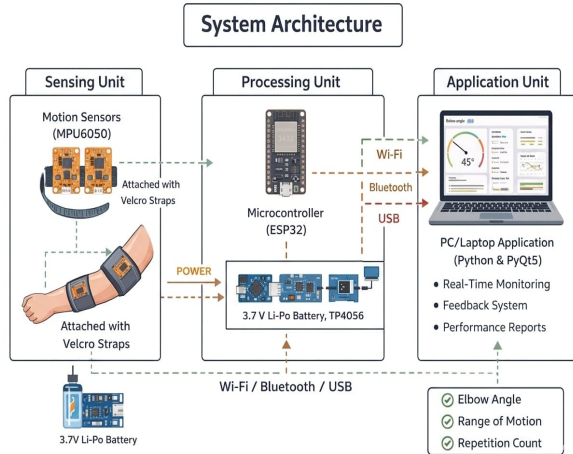 System Architecture
Sensing Unit
Processing Unit
Application Unit
Motion Sensors
(MPU6050)
Attached with
Velcro Straps
Attached with
Velcro Straps
3.7V Li-Po Battery
POWER
Microcontroller
(ESP32)
3.7 V Li-Po Battery, TP4056
Wi-Fi
Bluetooth
USB
45°
PC/Laptop Application
(Python & PyQt5)
• Real-Time Monitoring
• Feedback System
• Performance Reports
Wi-Fi / Bluetooth / USB
Elbow Angle
Range of Motion
Repetition Count